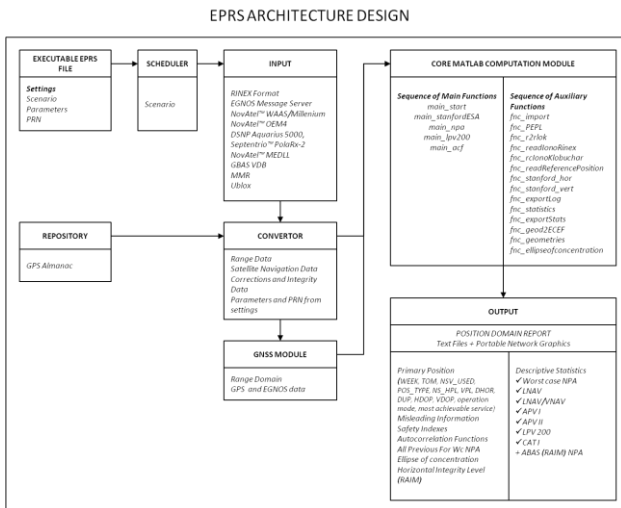 EPRS ARCHITECTURE DESIGN
EXECUTABLE EPRS
FILE
Settings
Scenario
Parameters
PRN
SCHEDULER
Scenario
INPUT
RINEX Format
EGNOS Message Server
NovAtel™ WAAS/Millenium
NovAtel™ OEM4
DSNP Aquarius 5000,
Septentrio™ PolaRx-2
NovAtel™ MEDLL
GBAS VDB
MMR
Ublox
CORE MATLAB COMPUTATION MODULE
Sequence of Main Functions
main_start
main_stanfordESA
main_npa
main_lpv200
main_acf
Sequence of Auxiliary
Functions
fnc_import
fnc_PEPL
fnc_r2rlok
fnc_readIonoRinex
fnc_rcIonoKlobuchar
fnc_readReferencePosition
fnc_stanford_hor
fnc_stanford_vert
fnc_exportLog
fnc_statistics
fnc_exportStats
fnc_geod2ECEF
fnc_geometries
fnc_ellipseofconcentration
REPOSITORY
GPS Almanac
CONVERTOR
Range Data
Satellite Navigation Data
Corrections and Integrity
Data
Parameters and PRN from
settings
GNSS MODULE
Range Domain
GPS and EGNOS data
OUTPUT
POSITION DOMAIN REPORT
Text Files + Portable Network Graphics
Primary Position
(WEEK, TOM, NSV_USED,
POS_TYPE, NS_HPL, VPL, DHOR,
DUP, HDOP, VDOP, operation
mode, most achievable service)
Misleading Information
Safety Indexes
Autocorrelation Functions
All Previous For Wc NPA
Ellipse of concentration
Horizontal Integrity Level
(RAIM)
Descriptive Statistics
✓Worst case NPA
✓LNAV
✓LNAV/VNAV
✓APV I
✓APV II
✓LPV 200
✓CAT I
+ ABAS (RAIM) NPA